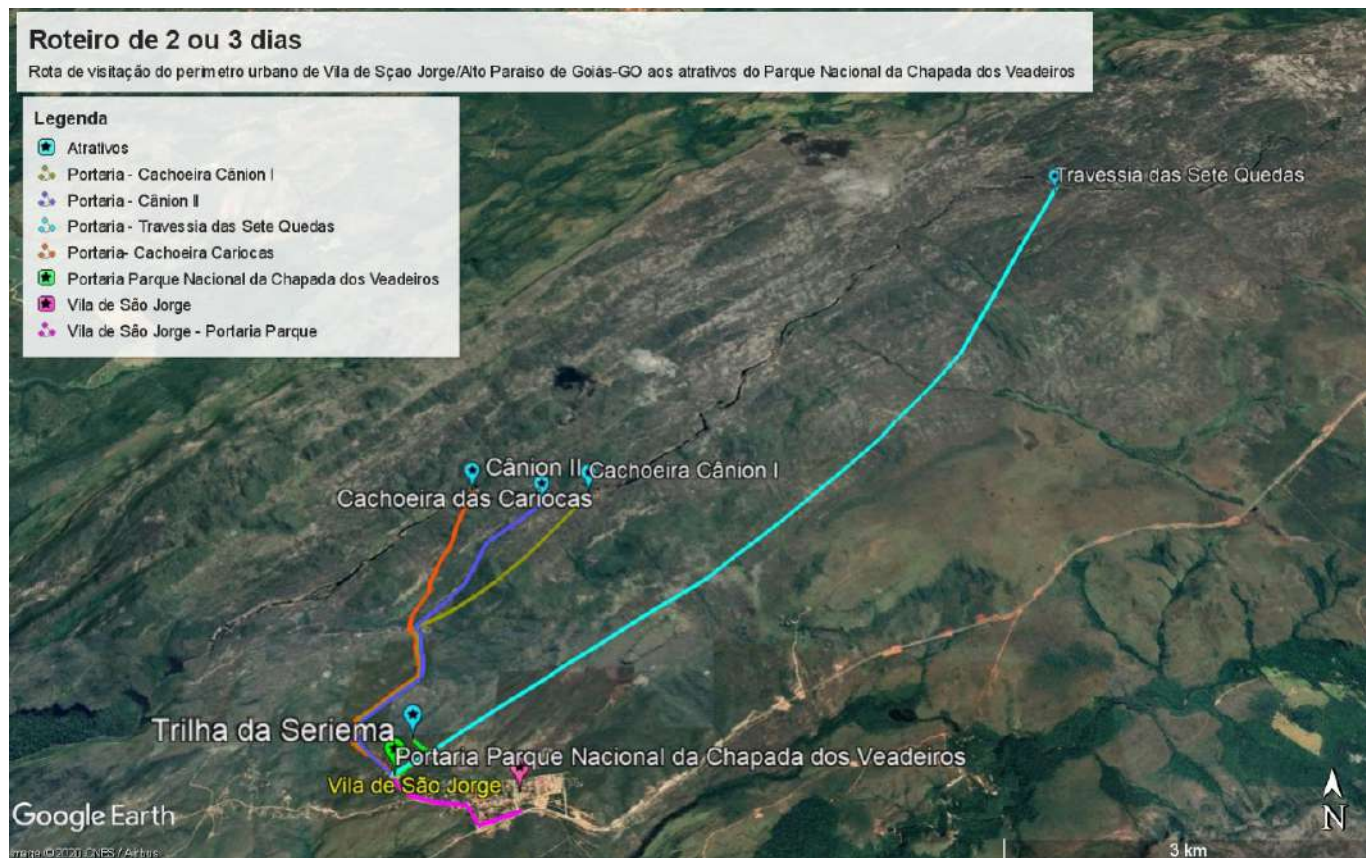 Roteiro de 2 ou 3 dias
Rota de visitação do perimetro urbano de Vila de Sçao Jorge/Alto Paraiso de Goiás-GO aos atrativos do Parque Nacional da Chapada dos Veadeiros
Legenda
Atrativos
Portaria - Cachoeira Cânion I
Portaria - Cânion II
Portaria - Travessia das Sete Quedas
Portaria- Cachoeira Cariocas
Portaria Parque Nacional da Chapada dos Veadeiros
Vila de São Jorge
Vila de São Jorge - Portaria Parque
Travessia das Sete Quedas
Cânion II
Cachoeira Cânion I
Cachoeira das Cariocas
Trilha da Seriema
Portaria Parque Nacional da Chapada dos Veadeiros
Vila de São Jorge
Google Earth
Image © 2020 CNES / Airbus
3 km
N